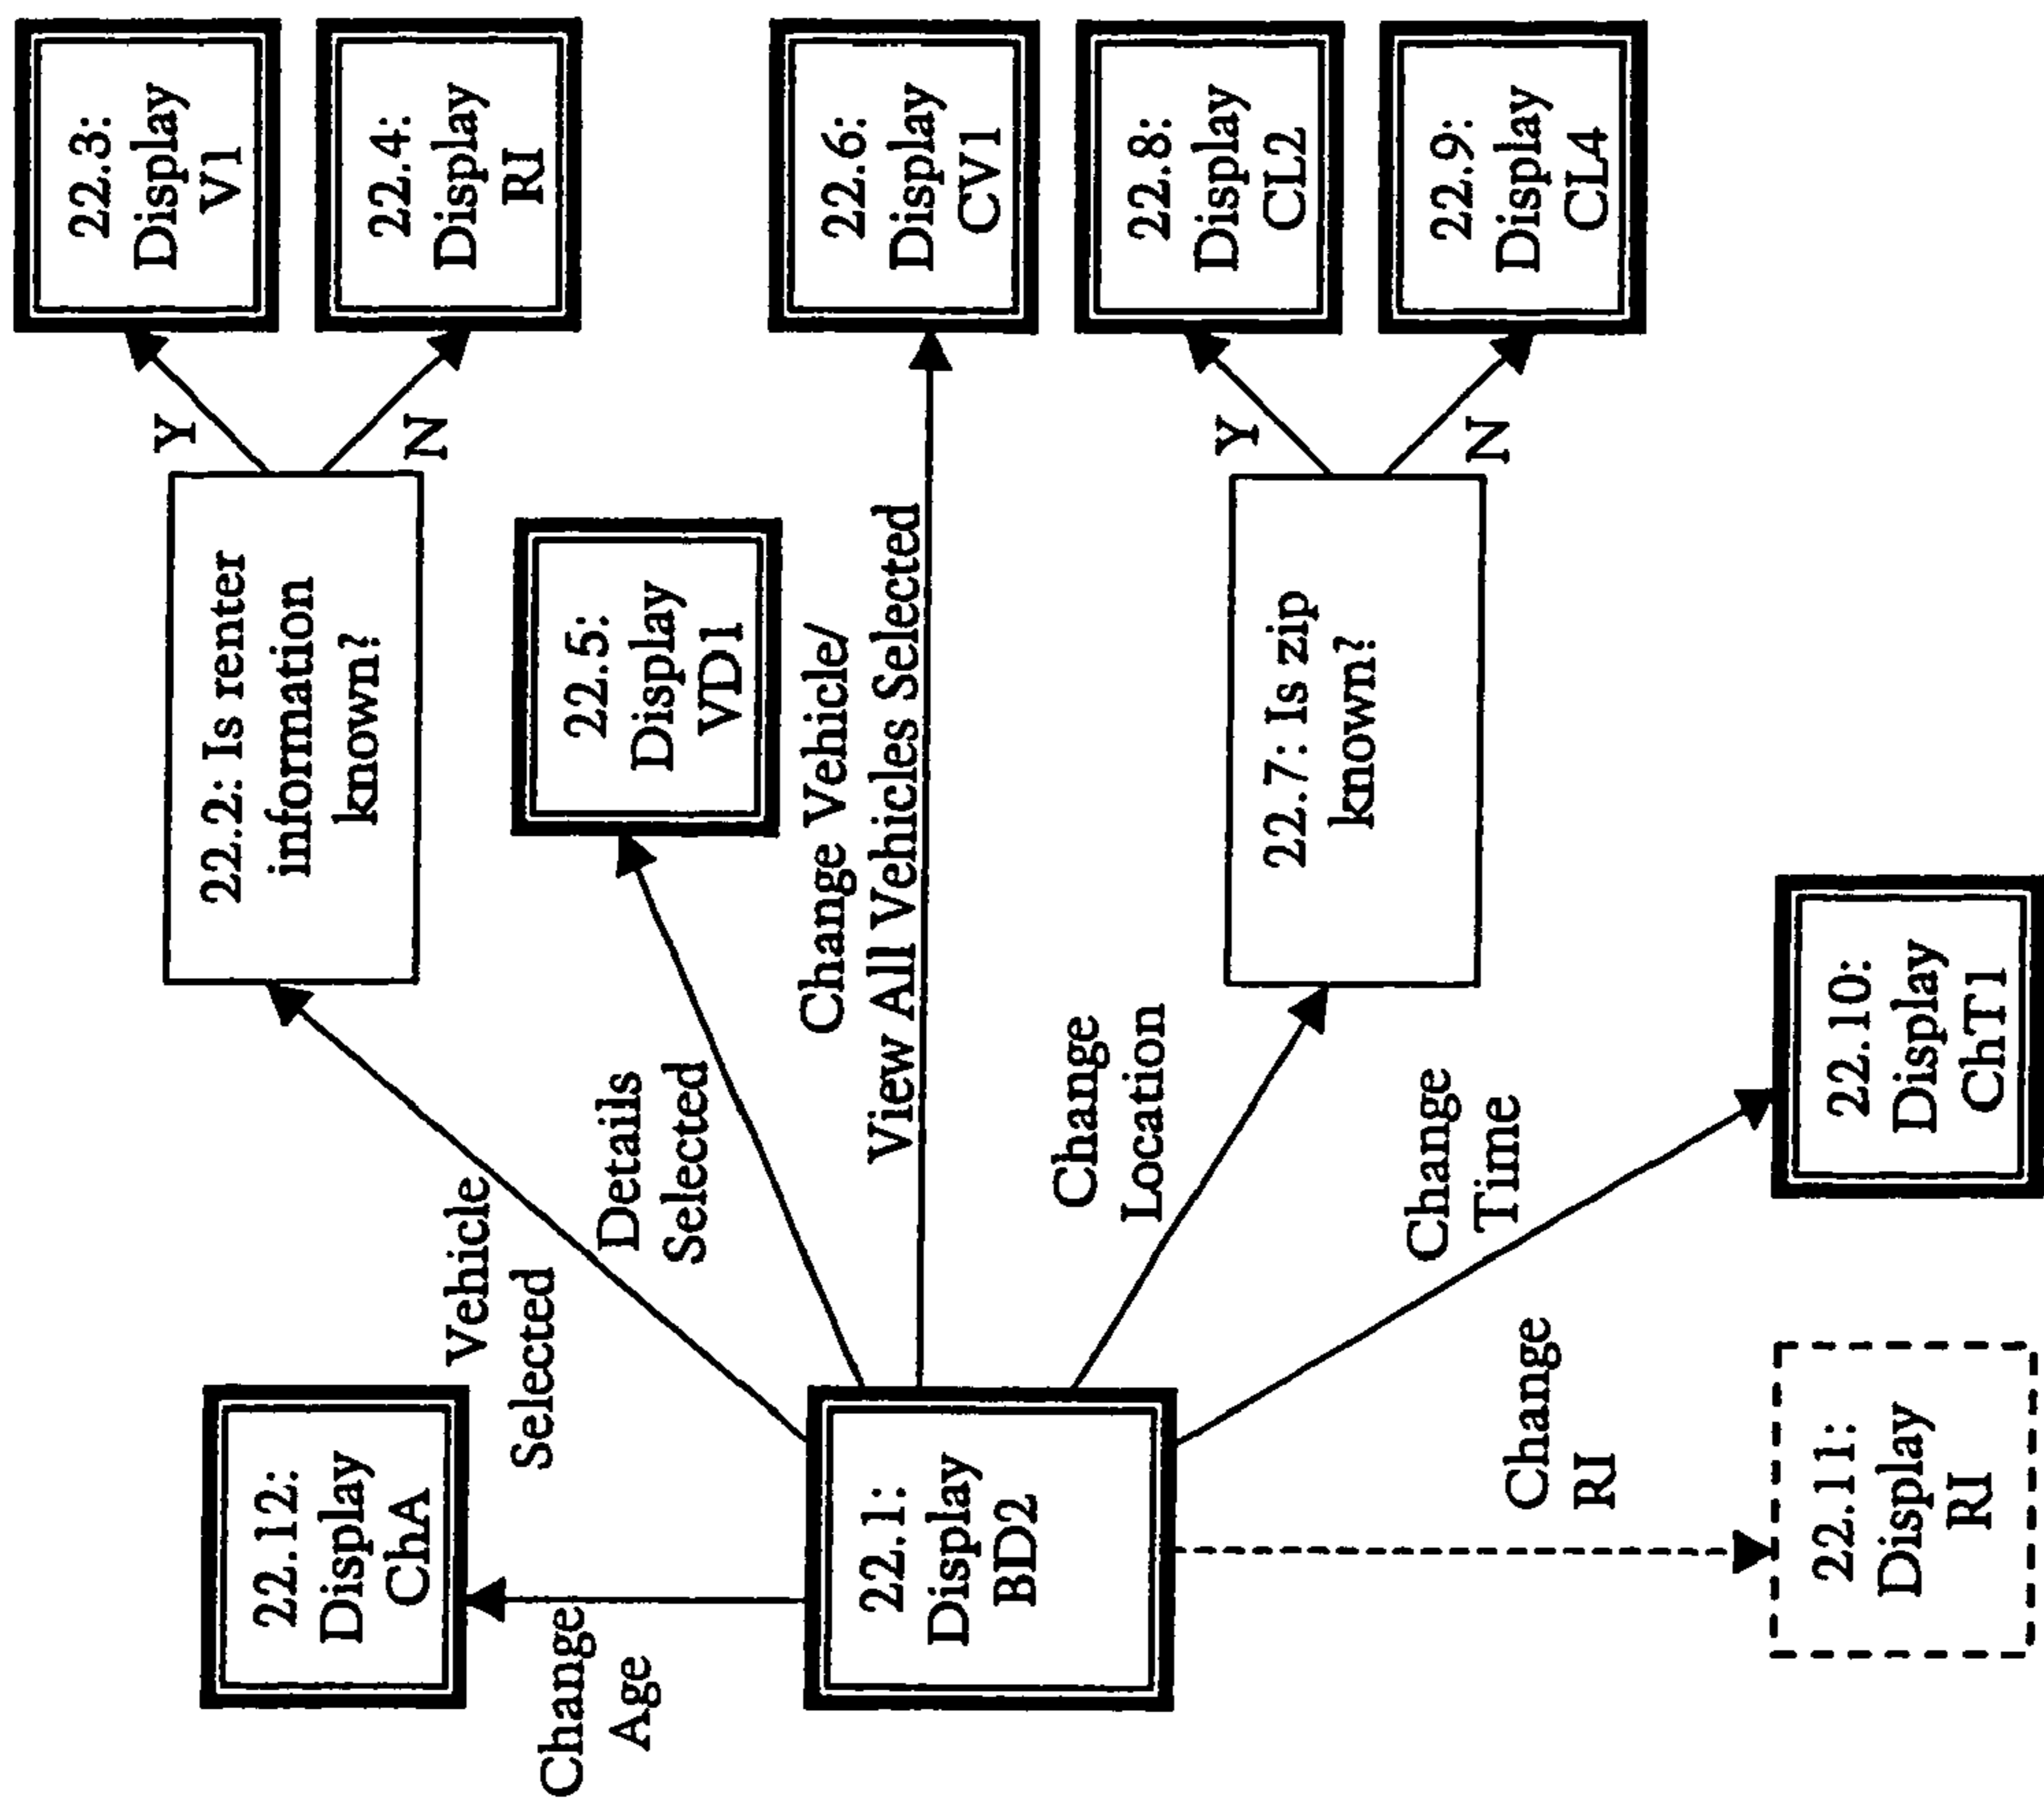 22.12:
Display
ChA
Change
Age
22.1:
Display
BD2
Vehicle
Selected
22.2: Is renter
information
known?
Y
N
22.3:
Display
V1
22.4:
Display
RI
Details
Selected
22.5:
Display
VD1
Change Vehicle/
View All Vehicles Selected
22.6:
Display
CV1
Change
Location
22.7: Is zip
known?
Y
N
22.8:
Display
CL2
22.9:
Display
CL4
Change
Time
22.10:
Display
ChT1
Change
RI
22.11:
Display
RI